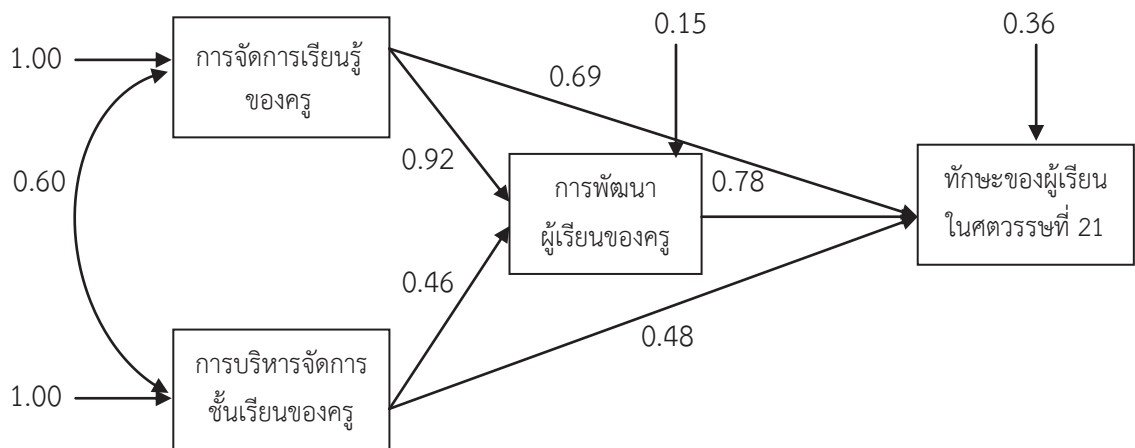 0.15
0.36
1.00
การจัดการเรียนรู้
ของครู
0.69
0.92
0.60
การพัฒนา
ผู้เรียนของครู
0.78
ทักษะของผู้เรียน
ในศตวรรษที่ 21
0.46
0.48
การบริหารจัดการ
ชั้นเรียนของครู
1.00